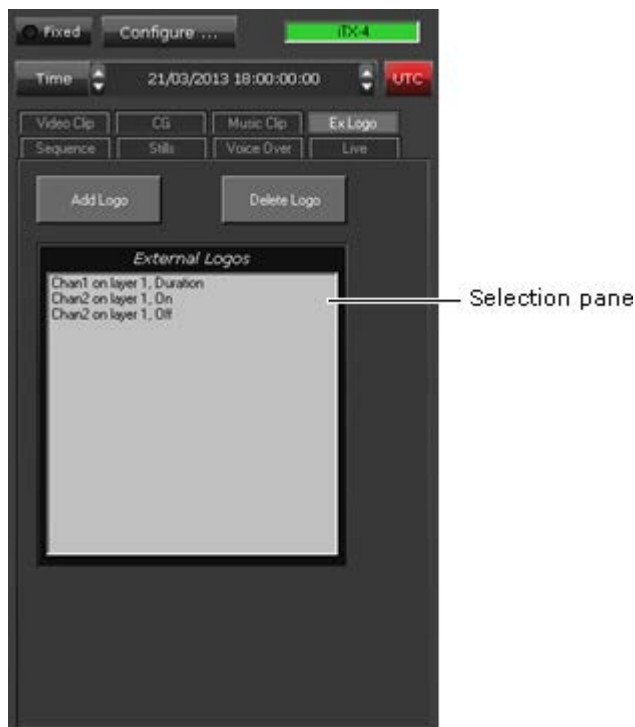 Fixed Configure ... iTX-4
Time 21/03/2013 18:00:00:00 UTC
Video Clip CG Music Clip Ex Logo
Sequence Stills Voice Over Live
Add Logo Delete Logo
External Logos
Chan1 on layer 1, Duration
Chan2 on layer 1, On
Chan2 on layer 1, Off
Selection pane